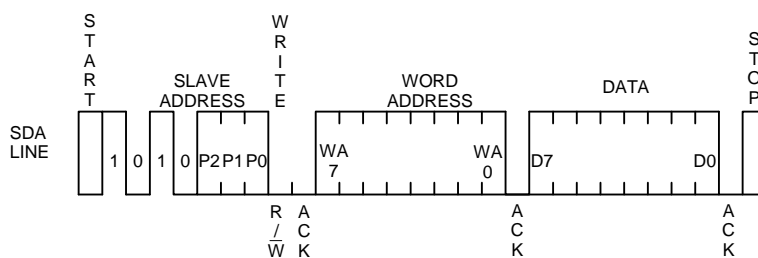 START
WRITE
STOP
SLAVE
ADDRESS
WORD
ADDRESS
DATA
SDA
LINE
1 0 1 0 P2 P1 P0
WA
7
WA
0
D7
D0
R/W̅
ACK
ACK
ACK